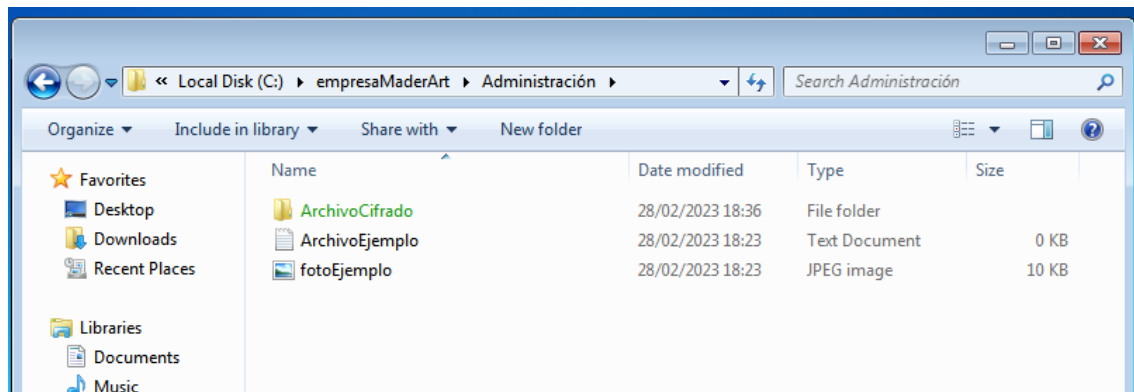 « Local Disk (C:) empresaMaderArt Administración Search Administración
Organize Include in library Share with New folder
Favorites
Desktop
Downloads
Recent Places
Libraries
Documents
Music
Name Date modified Type Size
ArchivoCifrado 28/02/2023 18:36 File folder
ArchivoEjemplo 28/02/2023 18:23 Text Document 0 KB
fotoEjemplo 28/02/2023 18:23 JPEG image 10 KB